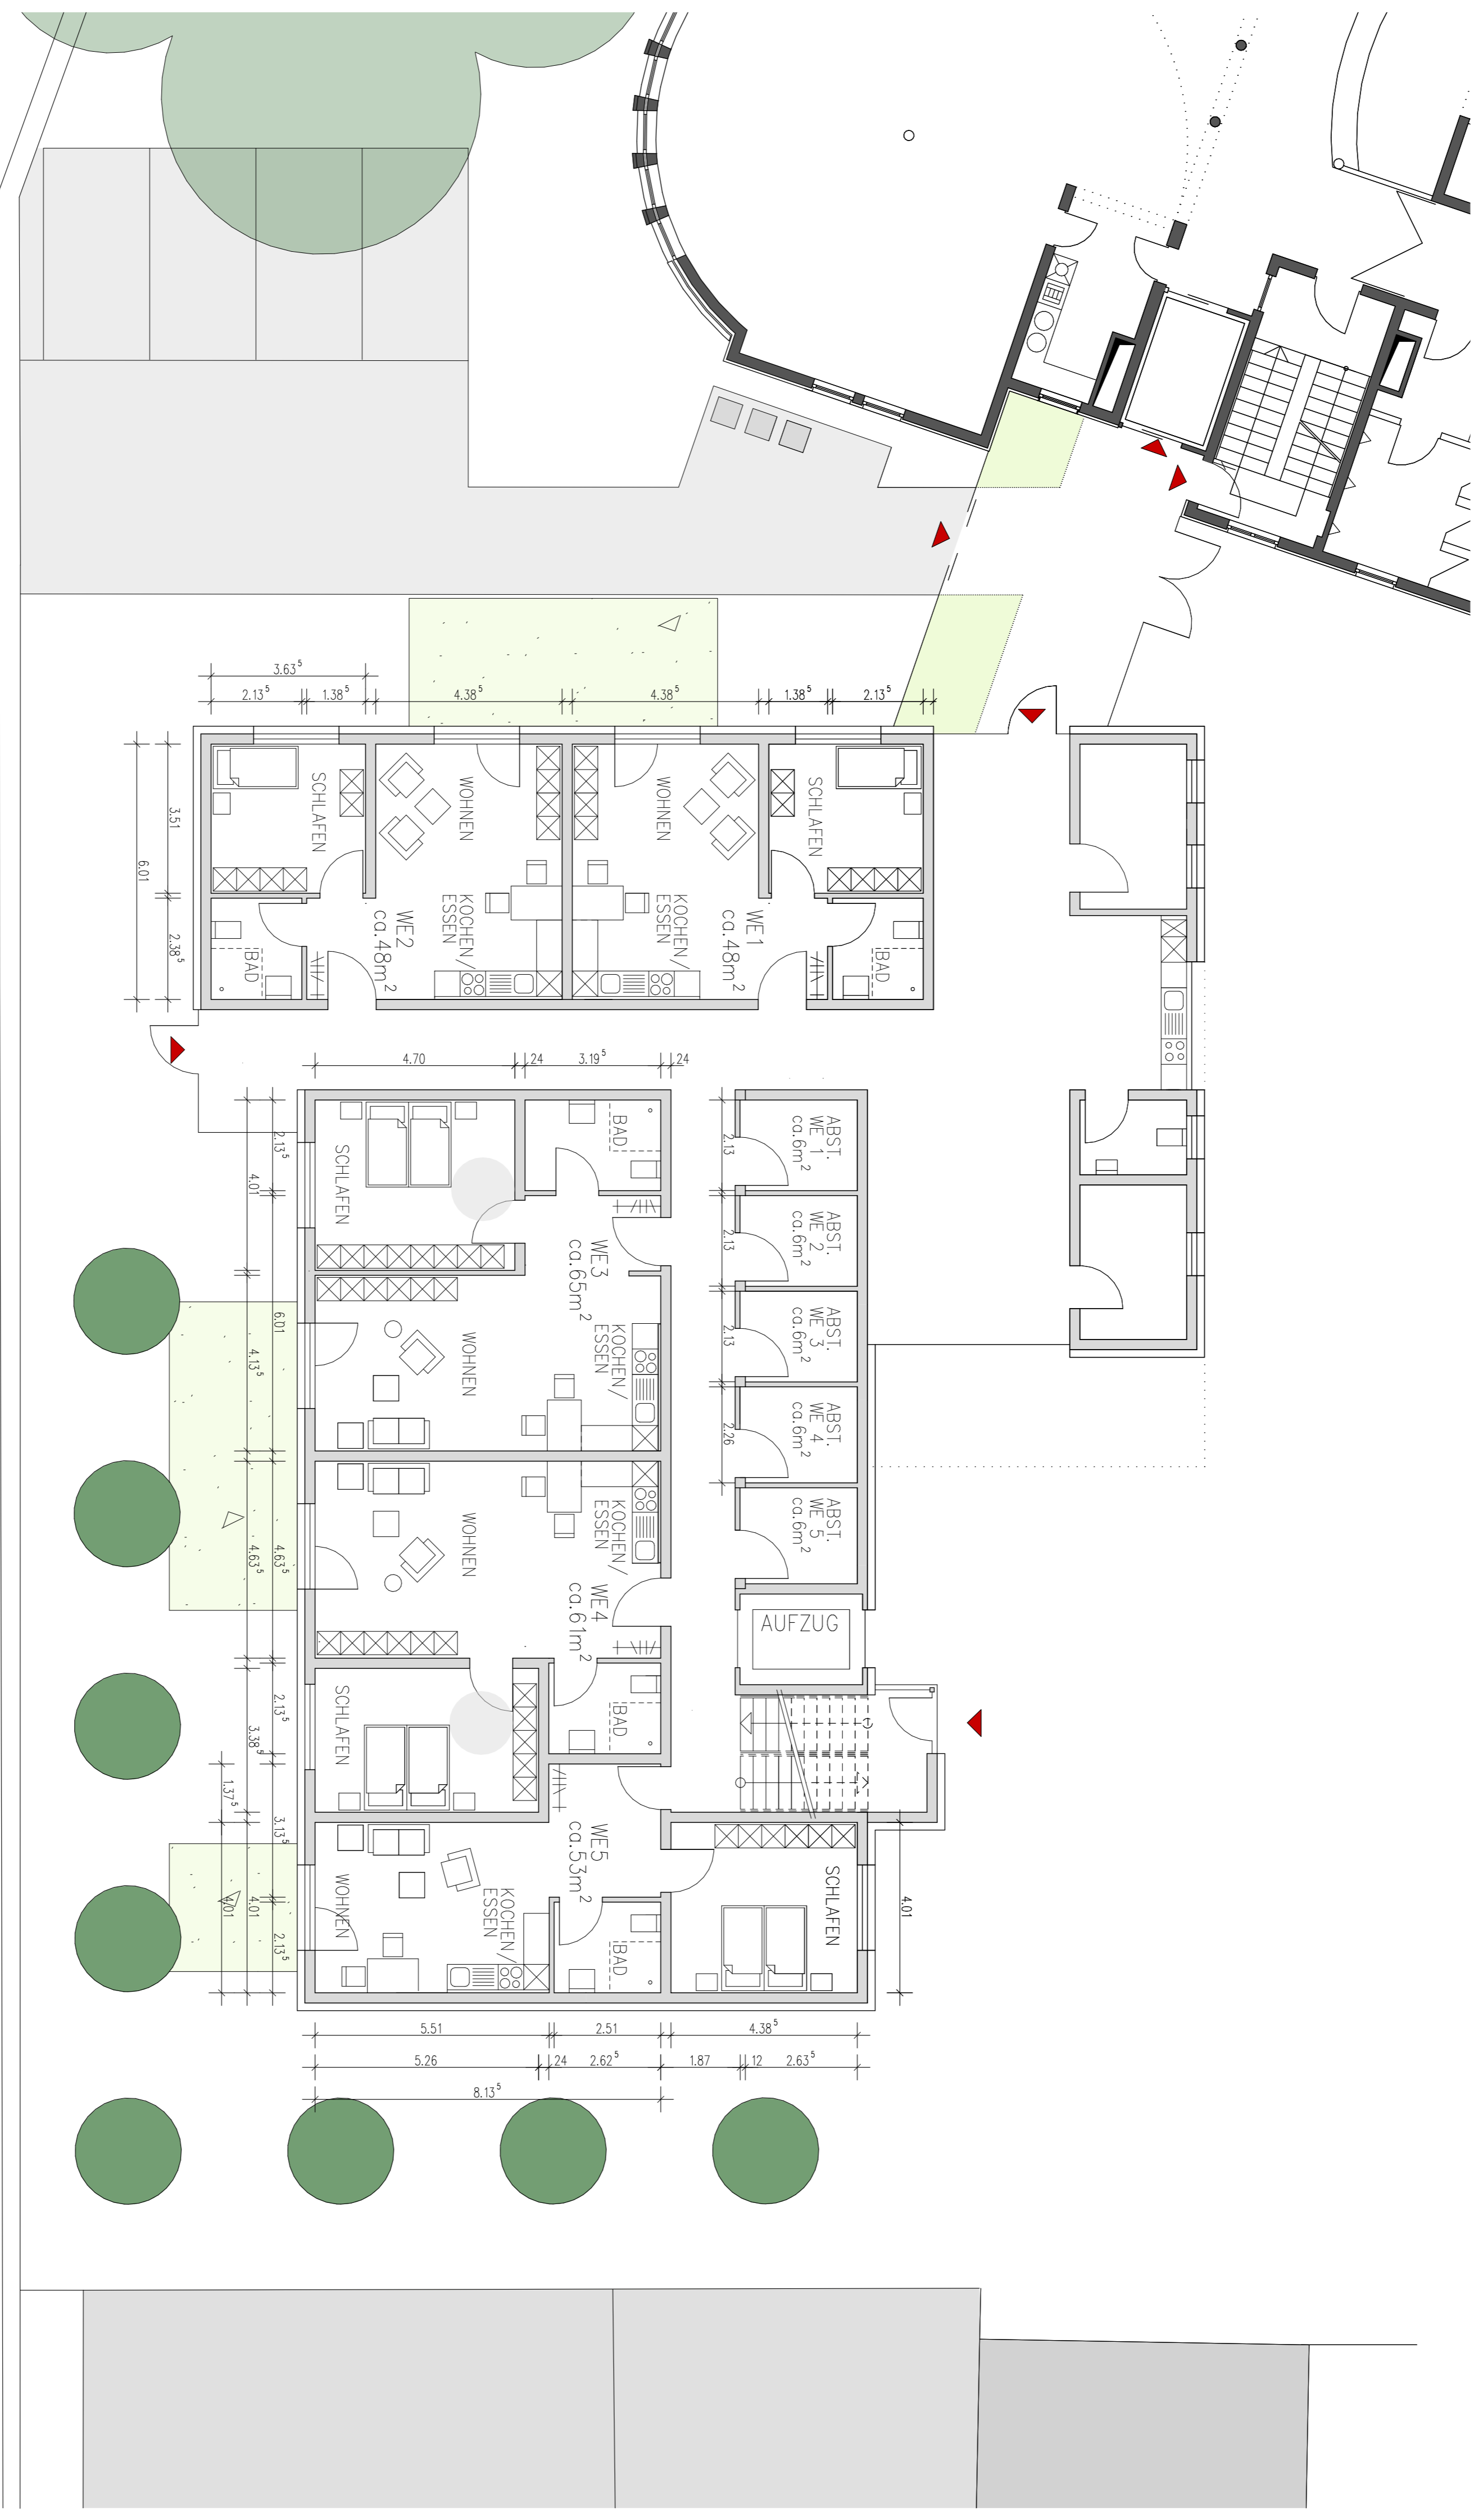 3.63⁵
2.13⁵
1.38⁵
4.38⁵
4.38⁵
1.38⁵
2.13⁵
3.51
6.01
2.38⁵
SCHLAFEN
WOHNEN
WOHNEN
SCHLAFEN
KOCHEN/
ESSEN
KOCHEN/
ESSEN
WE2
ca.48m²
WE1
ca.48m²
BAD
BAD
4.70
24
3.19⁵
24
2.13⁵
4.01
6.01
4.13⁵
4.63⁵
4.63⁵
2.13⁵
3.38⁵
1.37⁵
3.13⁵
4.01
4.01
2.13⁵
SCHLAFEN
BAD
WE3
ca.65m²
WOHNEN
KOCHEN/
ESSEN
WOHNEN
KOCHEN/
ESSEN
WE4
ca.61m²
SCHLAFEN
BAD
WE5
ca.53m²
WOHNEN
KOCHEN/
ESSEN
BAD
SCHLAFEN
4.01
2.13
ABST.
WE 1
ca.6m²
2.13
ABST.
WE 2
ca.6m²
2.13
ABST.
WE 3
ca.6m²
2.26
ABST.
WE 4
ca.6m²
ABST.
WE 5
ca.6m²
AUFZUG
5.51
2.51
4.38⁵
5.26
24
2.62⁵
1.87
12
2.63⁵
8.13⁵